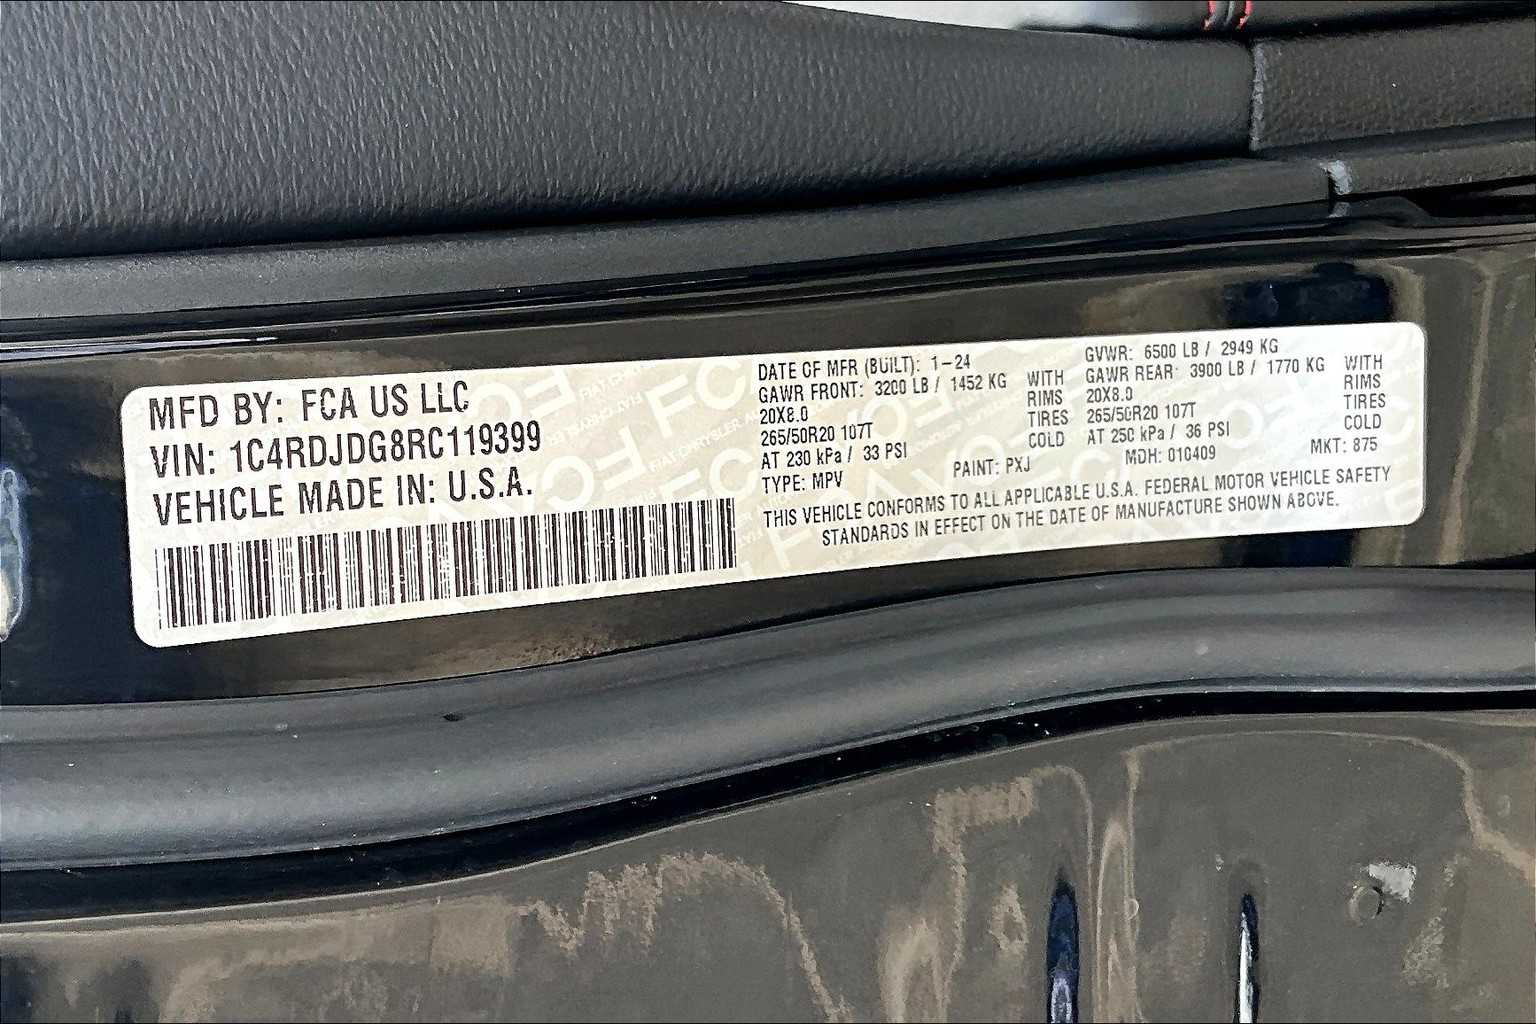 MFD BY: FCA US LLC
VIN: 1C4RDJDG8RC119399
VEHICLE MADE IN: U.S.A.
DATE OF MFR (BUILT): 1-24
GAWR FRONT: 3200 LB / 1452 KG WITH
20X8.0 RIMS
265/50R20 107T TIRES
AT 230 kPa / 33 PSI COLD
TYPE: MPV PAINT: PXJ
GVWR: 6500 LB / 2949 KG
GAWR REAR: 3900 LB / 1770 KG WITH
20X8.0 RIMS
265/50R20 107T TIRES
AT 250 kPa / 36 PSI COLD
MDH: 010409 MKT: 875
THIS VEHICLE CONFORMS TO ALL APPLICABLE U.S.A. FEDERAL MOTOR VEHICLE SAFETY
STANDARDS IN EFFECT ON THE DATE OF MANUFACTURE SHOWN ABOVE.